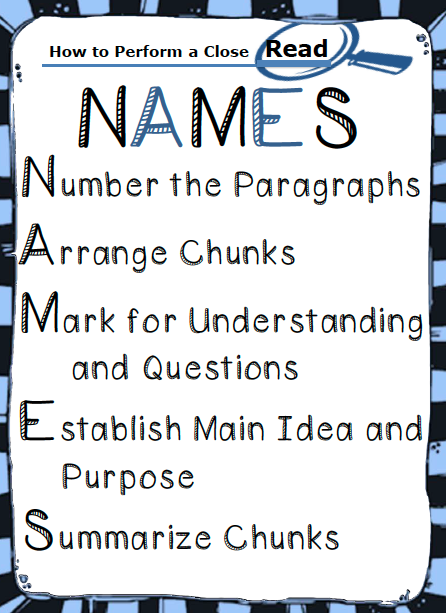 How to Perform a Close Read
NAMES
Number the Paragraphs
Arrange Chunks
Mark for Understanding
and Questions
Establish Main Idea and
Purpose
Summarize Chunks